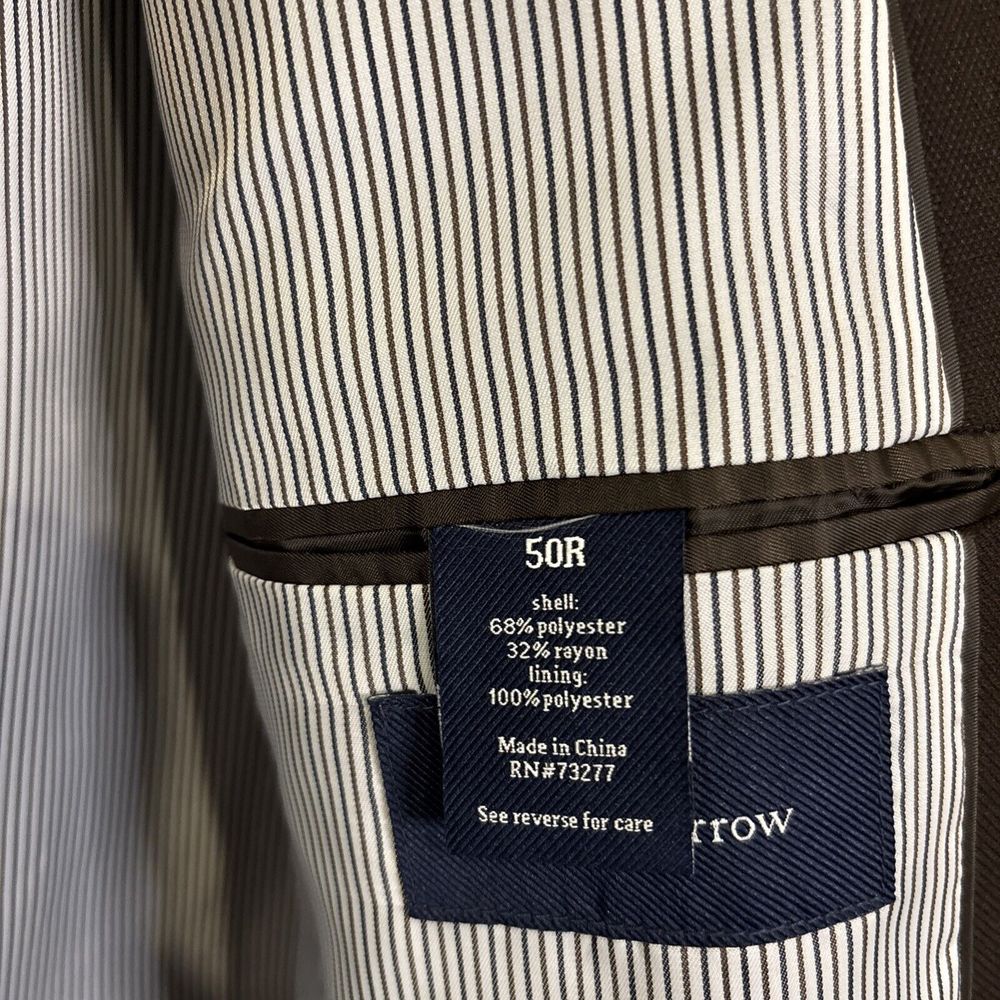 50R
shell:
68% polyester
32% rayon
lining:
100% polyester
Made in China
RN#73277
See reverse for care
rrow